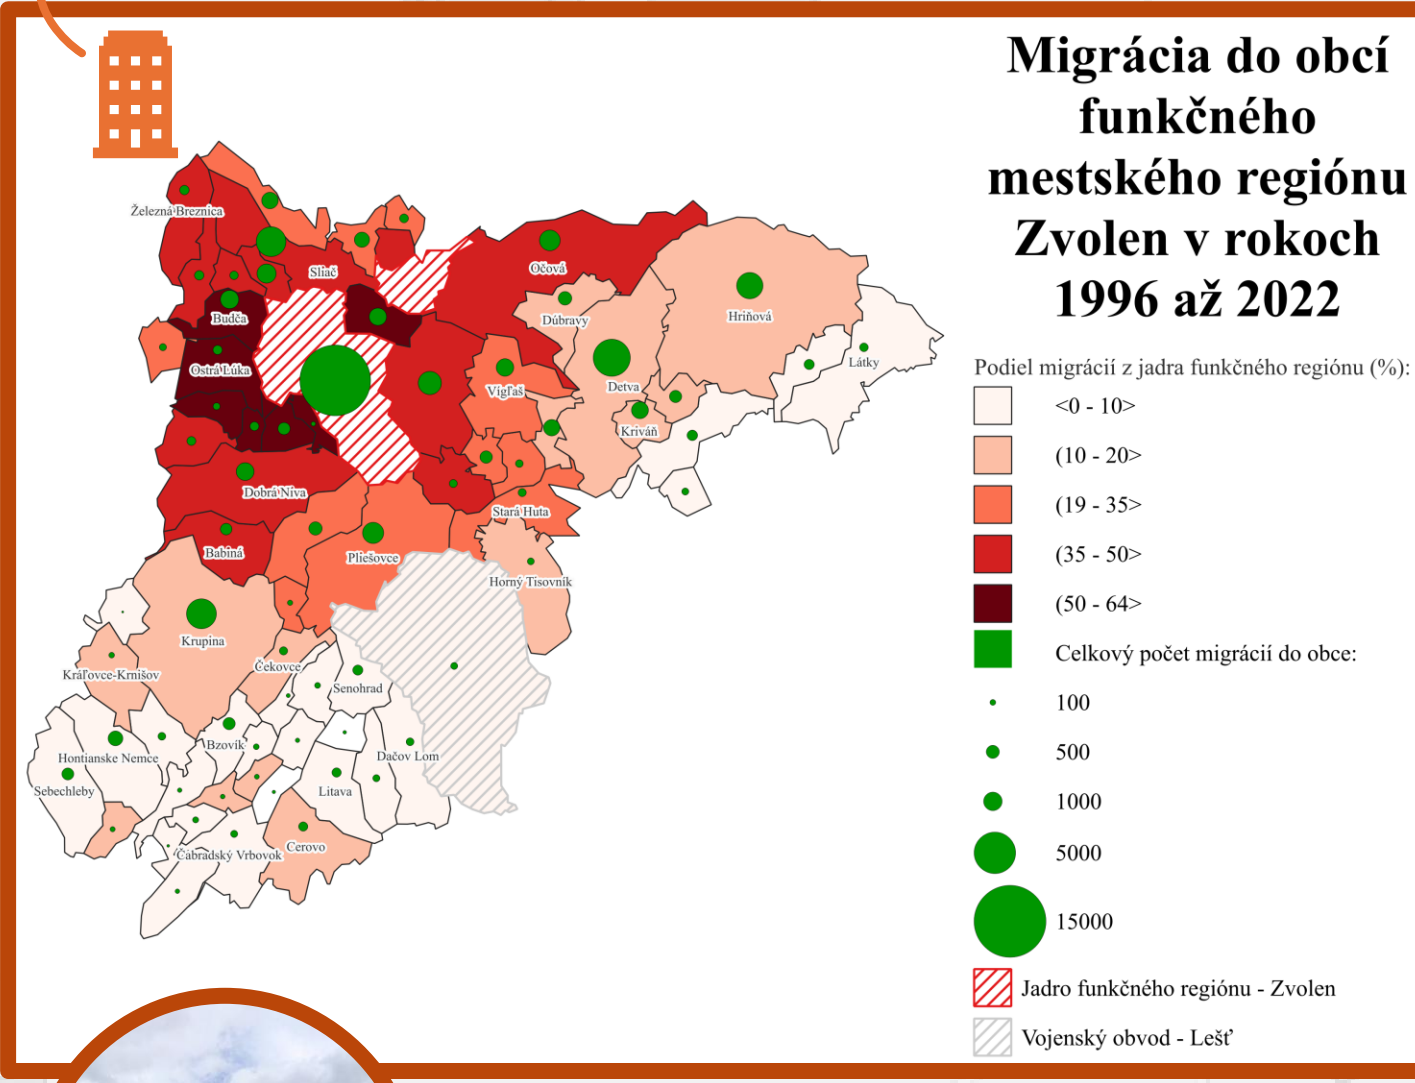 Migrácia do obcí
funkčného
mestského regiónu
Zvolen v rokoch
1996 až 2022
Podiel migrácií z jadra funkčného regiónu (%):
<0 - 10>
(10 - 20>
(19 - 35>
(35 - 50>
(50 - 64>
Celkový počet migrácií do obce:
100
500
1000
5000
15000
Jadro funkčného regiónu - Zvolen
Vojenský obvod - Lešť
Železná Breznica
Sliač
Očová
Budča
Dúbravy
Hriňová
Látky
Ostrá Lúka
Vígľaš
Detva
Kriváň
Dobrá Niva
Stará Huta
Babiná
Pliešovce
Horný Tisovník
Krupina
Kráľovce-Krnišov
Čekovce
Senohrad
Bzovík
Hontianske Nemce
Dačov Lom
Sebechleby
Litava
Cerovo
Čabradský Vrbovok